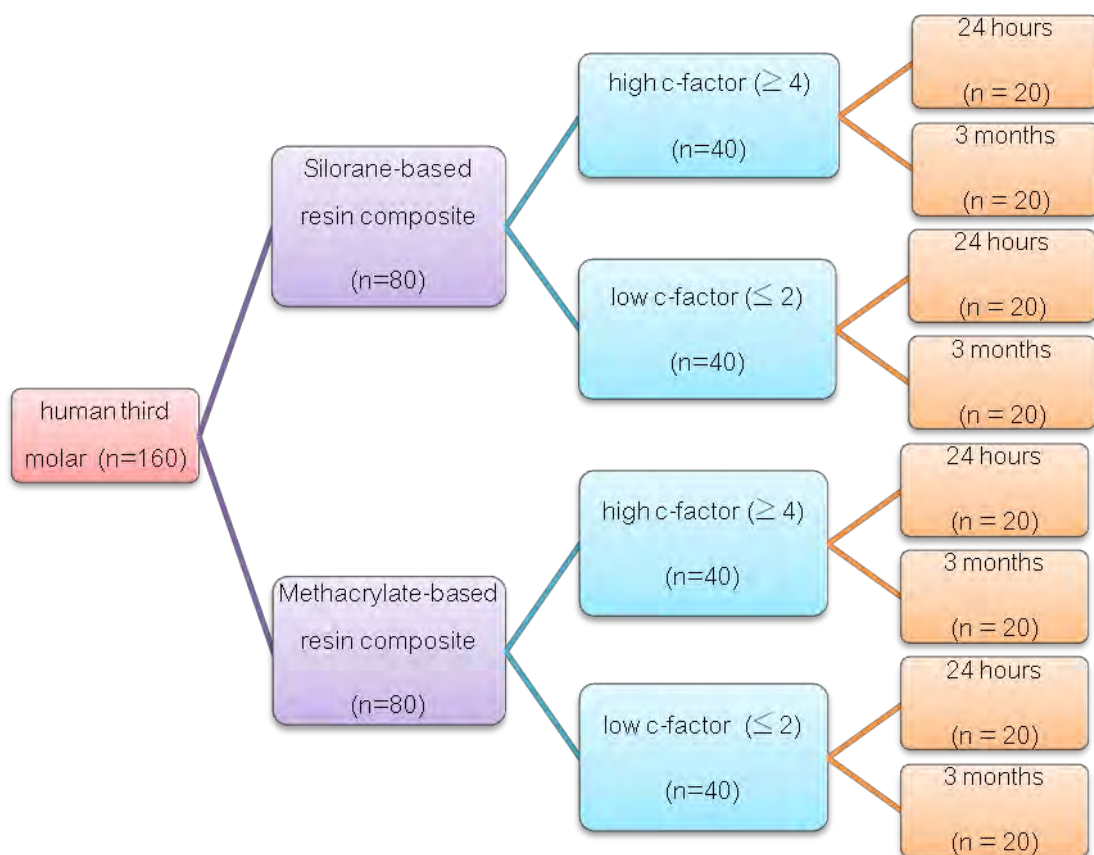 human third
molar (n=160)
Silorane-based
resin composite
(n=80)
high c-factor (≥ 4)
(n=40)
24 hours
(n = 20)
3 months
(n = 20)
low c-factor (≤ 2)
(n=40)
24 hours
(n = 20)
3 months
(n = 20)
Methacrylate-based
resin composite
(n=80)
high c-factor (≥ 4)
(n=40)
24 hours
(n = 20)
3 months
(n = 20)
low c-factor (≤ 2)
(n=40)
24 hours
(n = 20)
3 months
(n = 20)